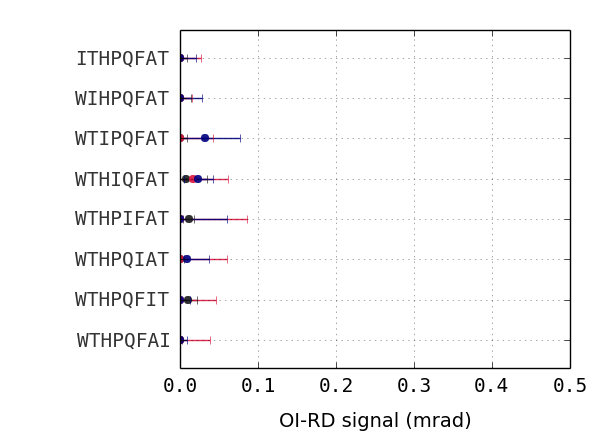 ITHPQFAT
WIHPQFAT
WTIPQFAT
WTHIQFAT
WTHPIFAT
WTHPQIAT
WTHPQFIT
WTHPQFAI
0.0 0.1 0.2 0.3 0.4 0.5
OI-RD signal (mrad)